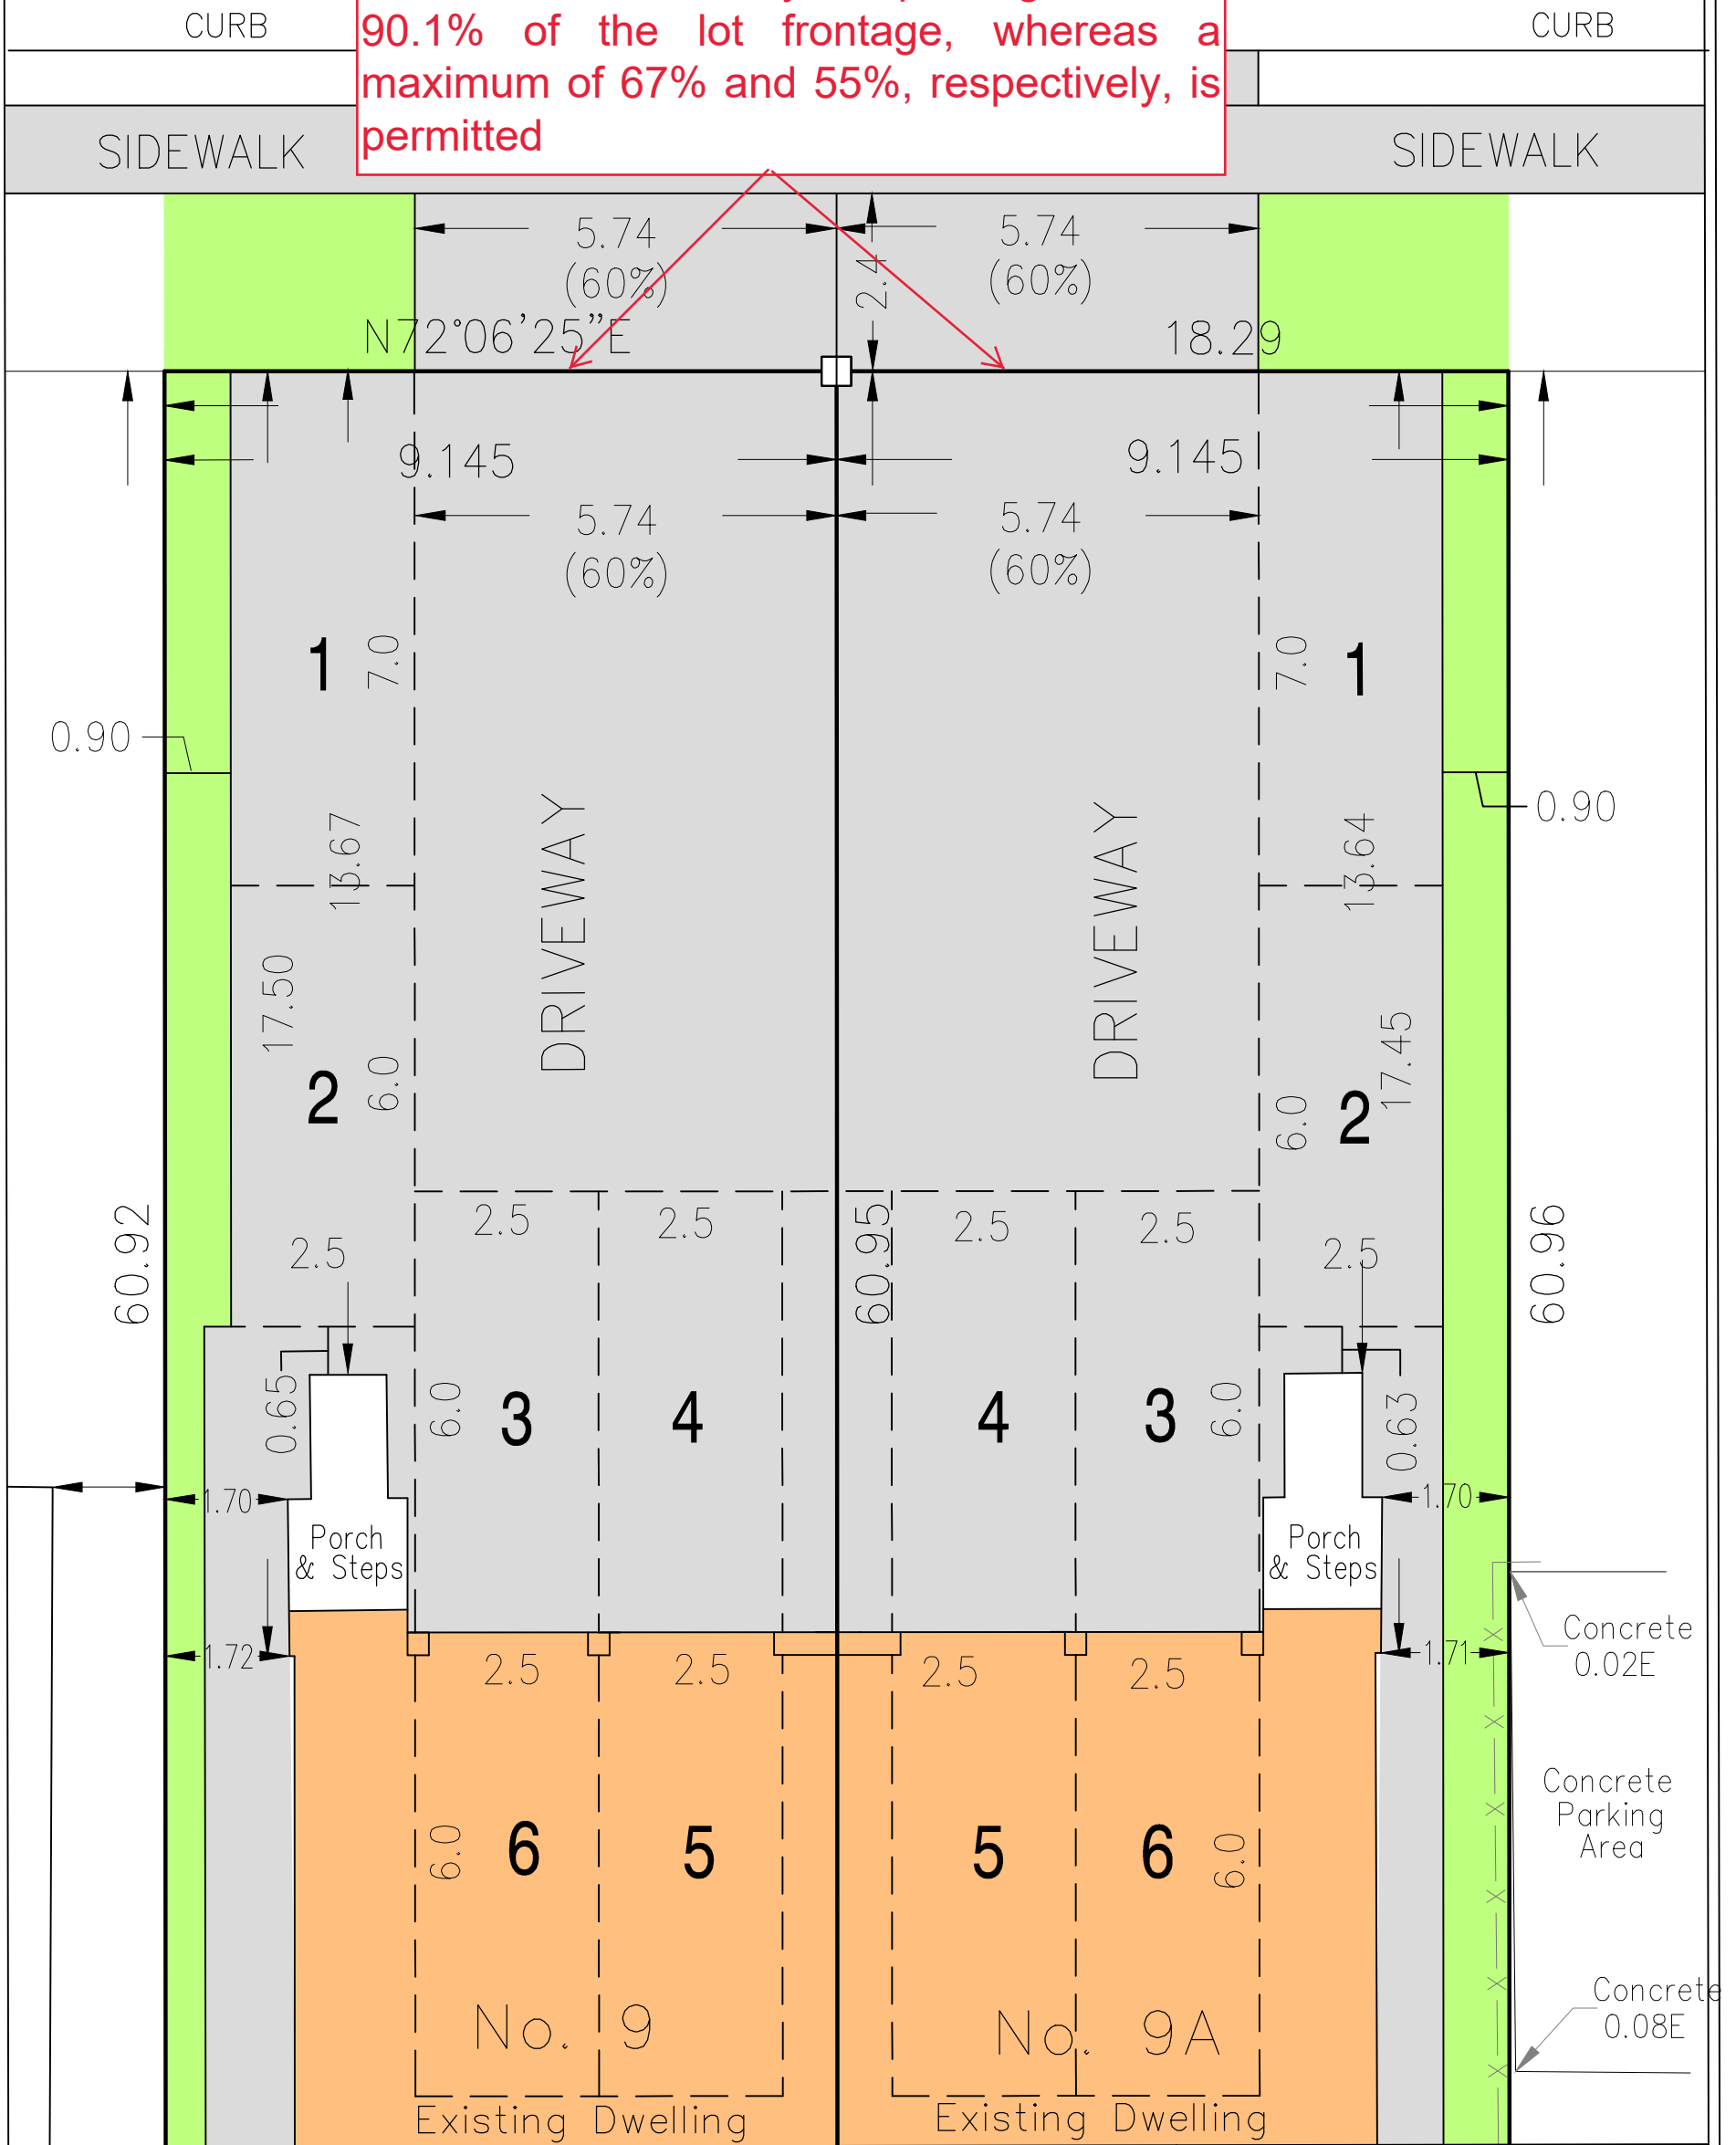 CURB
CURB
90.1% of the lot frontage, whereas a
maximum of 67% and 55%, respectively, is
permitted
SIDEWALK
SIDEWALK
5.74
(60%)
5.74
(60%)
2.4
N72°06'25"E
18.29
9.145
9.145
5.74
(60%)
5.74
(60%)
1
7.0
7.0
1
0.90
0.90
13.67
DRIVEWAY
DRIVEWAY
13.64
17.50
17.45
2
6.0
6.0
2
60.92
2.5
2.5
2.5
60.95
2.5
2.5
2.5
60.96
0.65
6.0
3
4
4
3
6.0
0.63
1.70
1.70
Porch
& Steps
Porch
& Steps
1.72
1.71
2.5
2.5
2.5
2.5
Concrete
0.02E
Concrete
Parking
Area
6.0
6
5
5
6
6.0
No. 9
No. 9A
Concrete
0.08E
Existing Dwelling
Existing Dwelling
x
x
x
x
x
x